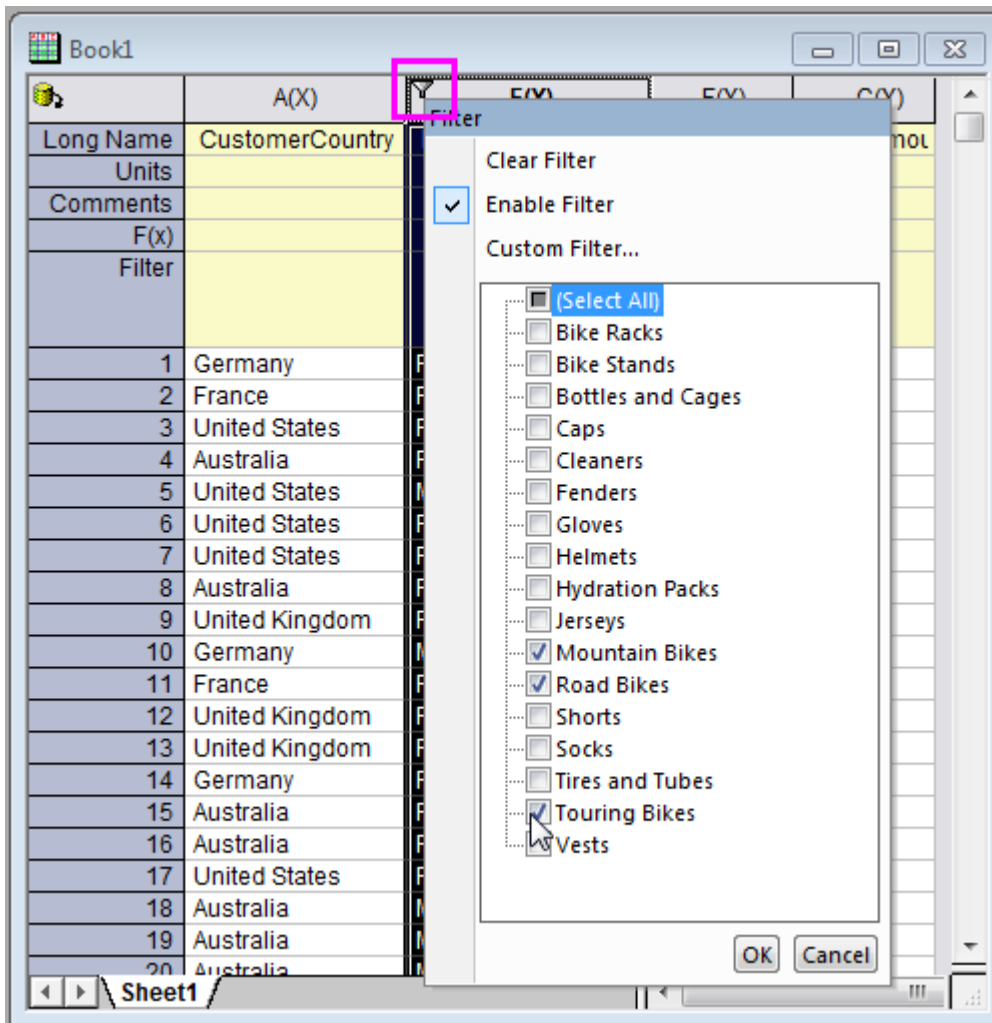 Book1
A(X)
Long Name CustomerCountry
Units
Comments
F(x)
Filter
1 Germany
2 France
3 United States
4 Australia
5 United States
6 United States
7 United States
8 Australia
9 United Kingdom
10 Germany
11 France
12 United Kingdom
13 United Kingdom
14 Germany
15 Australia
16 Australia
17 United States
18 Australia
19 Australia
20 Australia
Sheet1
Filter
Clear Filter
Enable Filter
Custom Filter...
(Select All)
Bike Racks
Bike Stands
Bottles and Cages
Caps
Cleaners
Fenders
Gloves
Helmets
Hydration Packs
Jerseys
Mountain Bikes
Road Bikes
Shorts
Socks
Tires and Tubes
Touring Bikes
Vests
OK Cancel